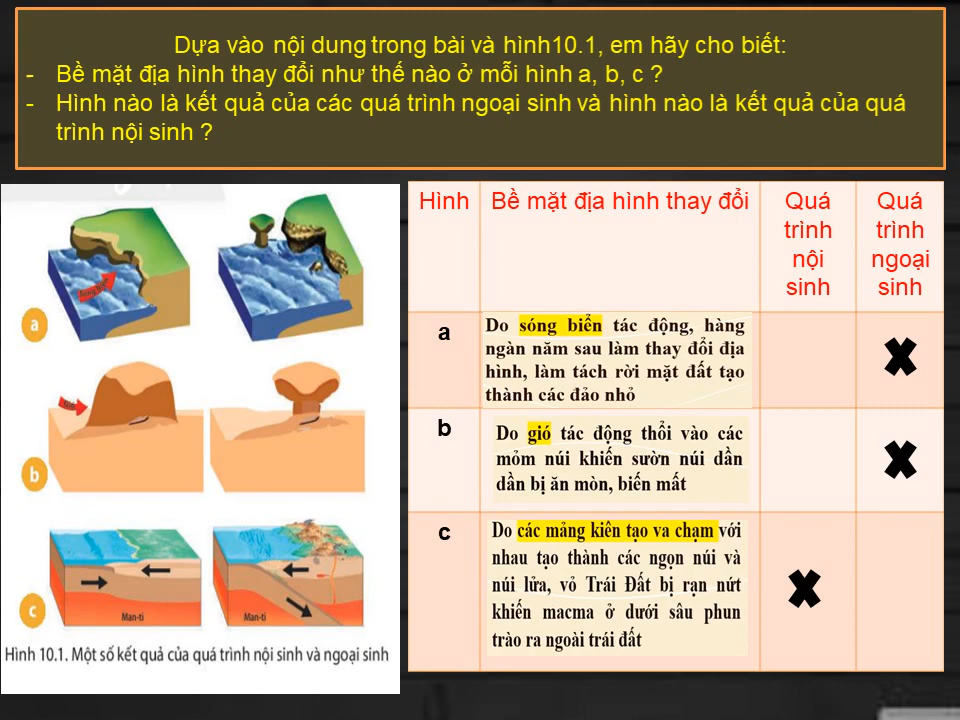 Dựa vào nội dung trong bài và hình10.1, em hãy cho biết:
- Bề mặt địa hình thay đổi như thế nào ở mỗi hình a, b, c ?
- Hình nào là kết quả của các quá trình ngoại sinh và hình nào là kết quả của quá
trình nội sinh ?
a
b
Gió
c
Man-ti
Man-ti
Hình 10.1. Một số kết quả của quá trình nội sinh và ngoại sinh
Hình
Bề mặt địa hình thay đổi
Quá
trình
nội
sinh
Quá
trình
ngoại
sinh
a
Do sóng biển tác động, hàng
ngàn năm sau làm thay đổi địa
hình, làm tách rời mặt đất tạo
thành các đảo nhỏ
b
Do gió tác động thổi vào các
mỏm núi khiến sườn núi dần
dần bị ăn mòn, biến mất
c
Do các mảng kiên tạo va chạm với
nhau tạo thành các ngọn núi và
núi lửa, vỏ Trái Đất bị rạn nứt
khiến macma ở dưới sâu phun
trào ra ngoài trái đất